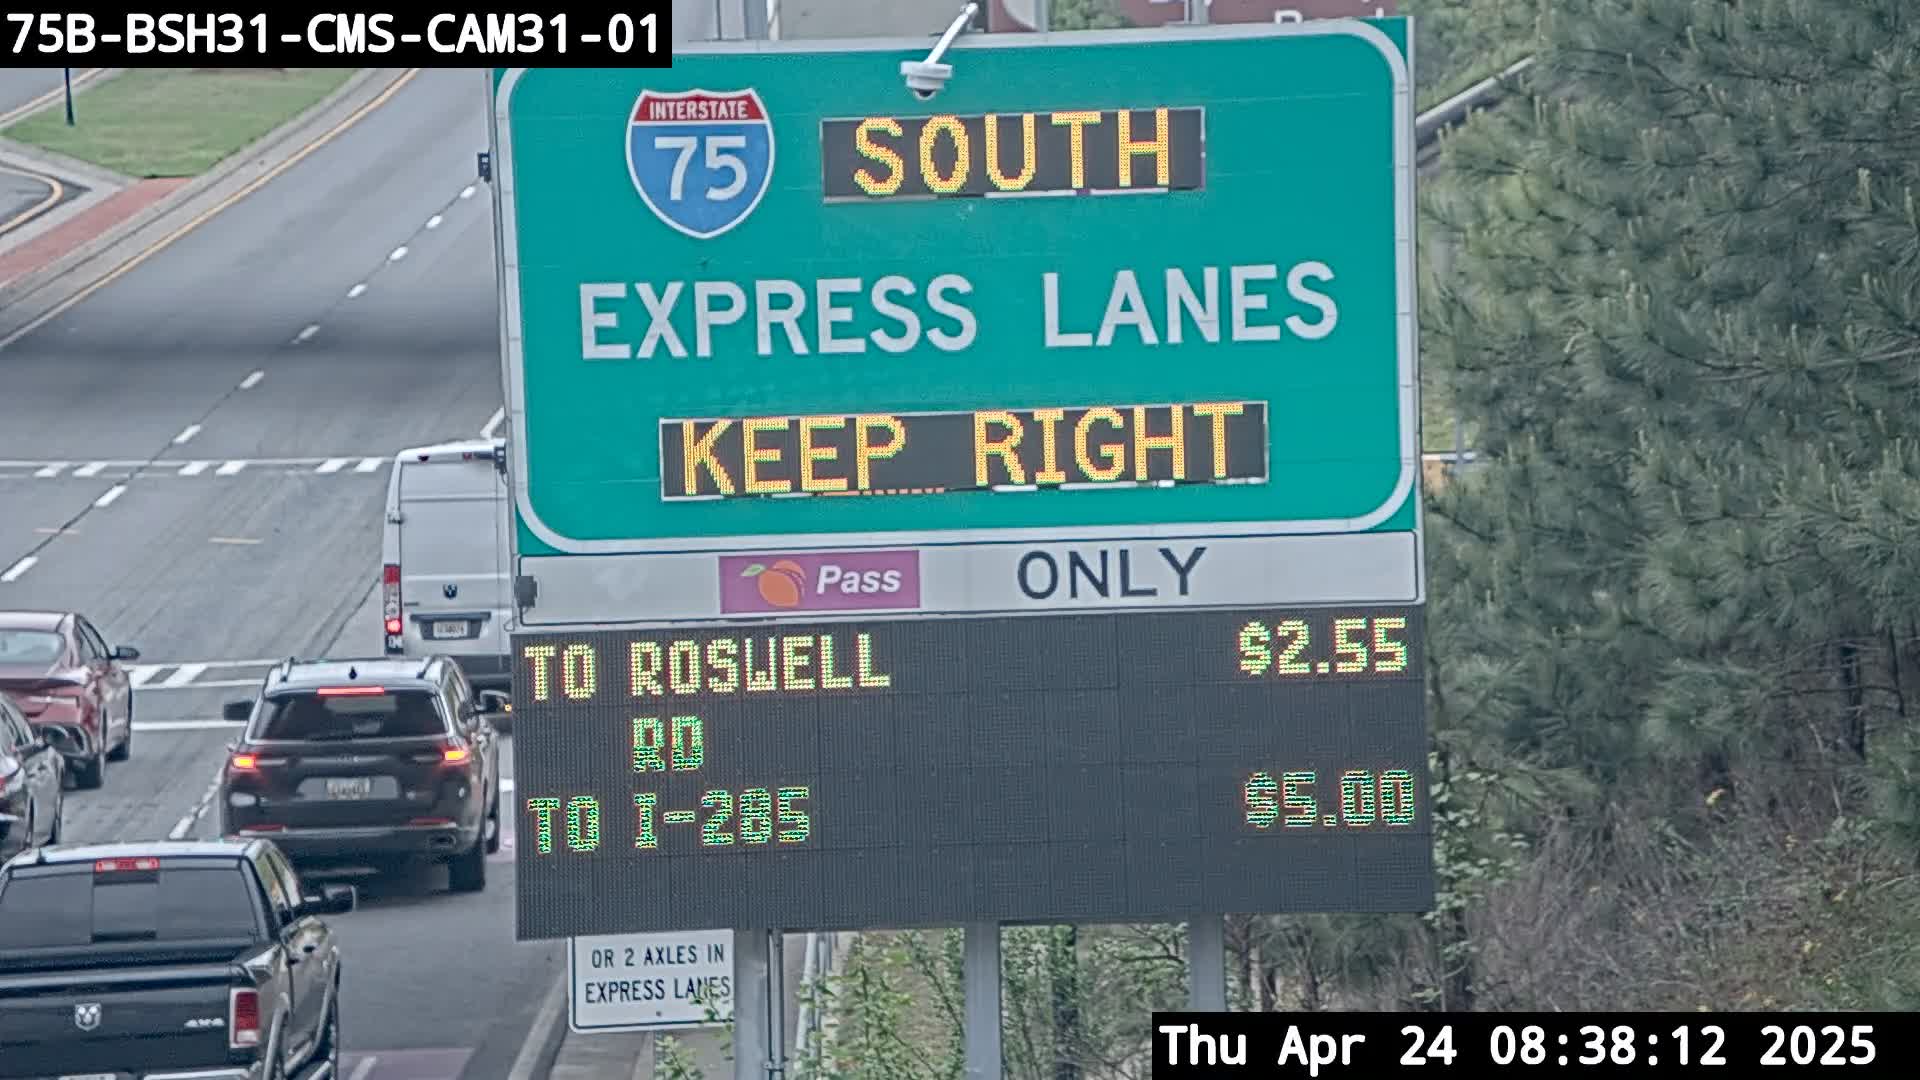 75B-BSH31-CMS-CAM31-01
INTERSTATE
75
SOUTH
EXPRESS LANES
KEEP RIGHT
Pass ONLY
TO ROSWELL $2.55
RD
TO I-285 $5.00
OR 2 AXLES IN
EXPRESS LANES
4X4
Thu Apr 24 08:38:12 2025